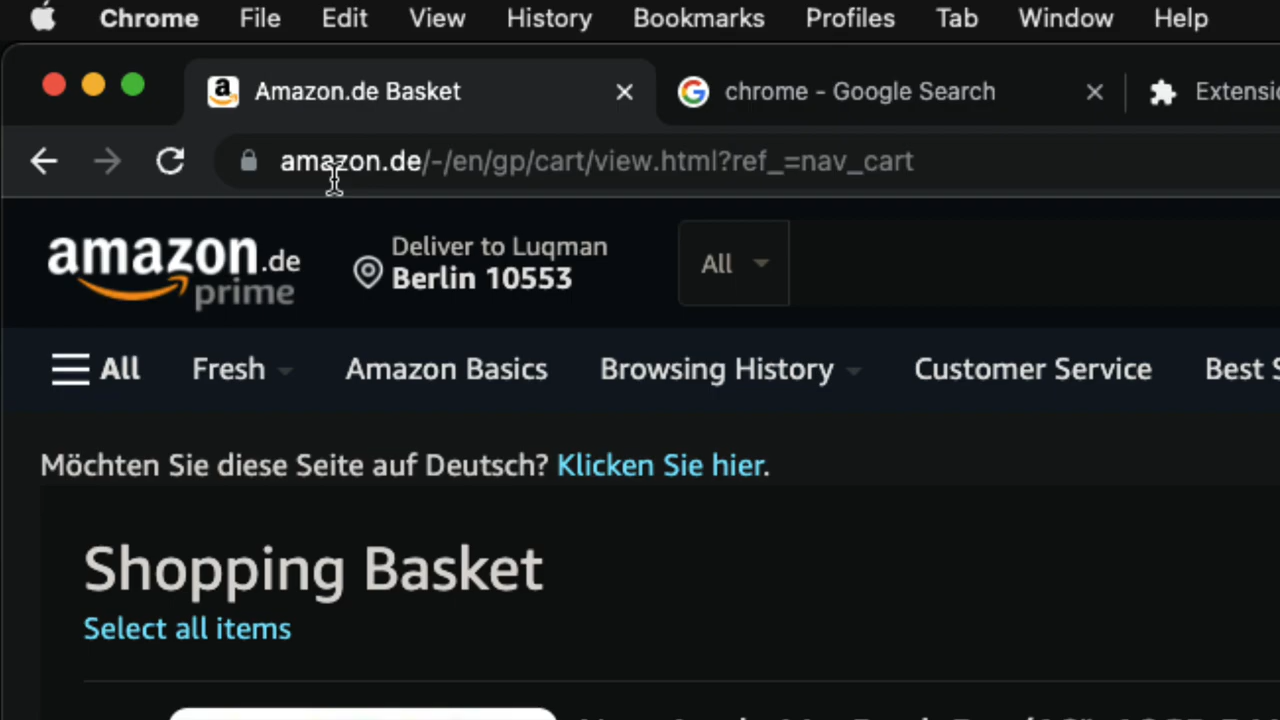 Chrome File Edit View History Bookmarks Profiles Tab Window Help
Amazon.de Basket chrome - Google Search
amazon.de/-/en/gp/cart/view.html?ref_=nav_cart
amazon.de
prime
Deliver to Luqman
Berlin 10553
All
All Fresh Amazon Basics Browsing History Customer Service Best
Möchten Sie diese Seite auf Deutsch? Klicken Sie hier.
Shopping Basket
Select all items